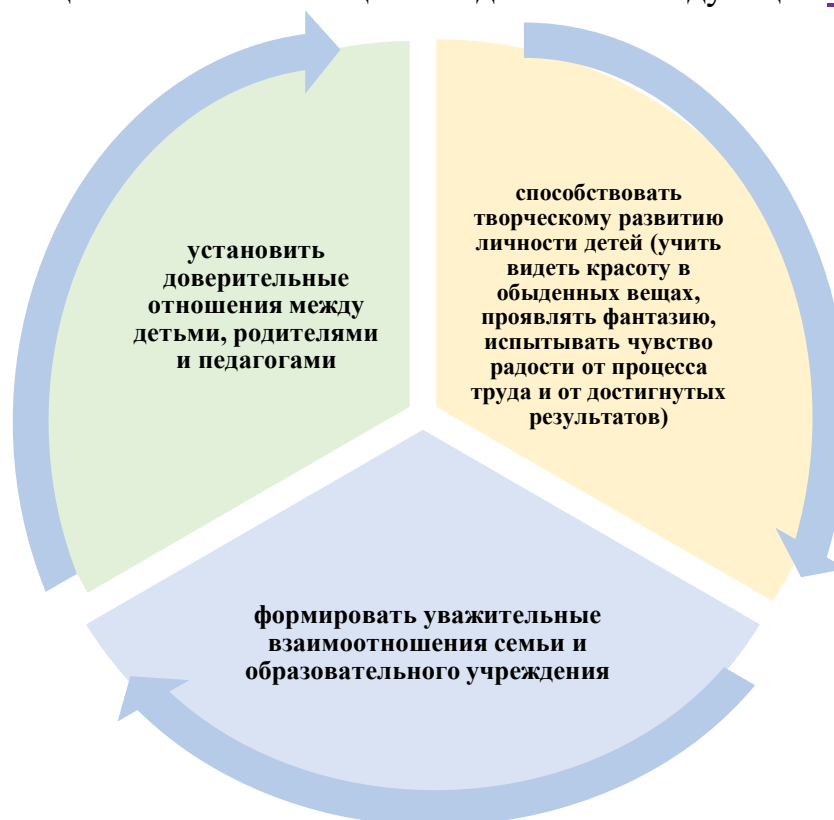 установить
доверительные
отношения между
детьми, родителями
и педагогами
способствовать
творческому развитию
личности детей (учить
видеть красоту в
обыденных вещах,
проявлять фантазию,
испытывать чувство
радости от процесса
труда и от достигнутых
результатов)
формировать уважительные
взаимоотношения семьи и
образовательного учреждения